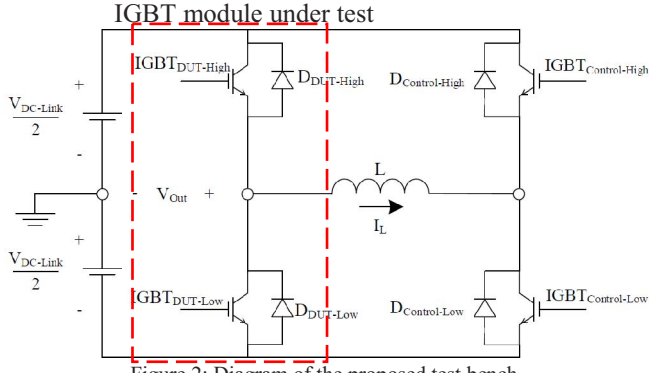 IGBT module under test
IGBT_DUT-High
D_DUT-High
D_Control-High
IGBT_Control-High
+
V_DC-Link
2
-
- V_Out +
L
I_L
+
V_DC-Link
2
-
IGBT_DUT-Low
D_DUT-Low
D_Control-Low
IGBT_Control-Low
Figure 2: Diagram of the proposed test bench